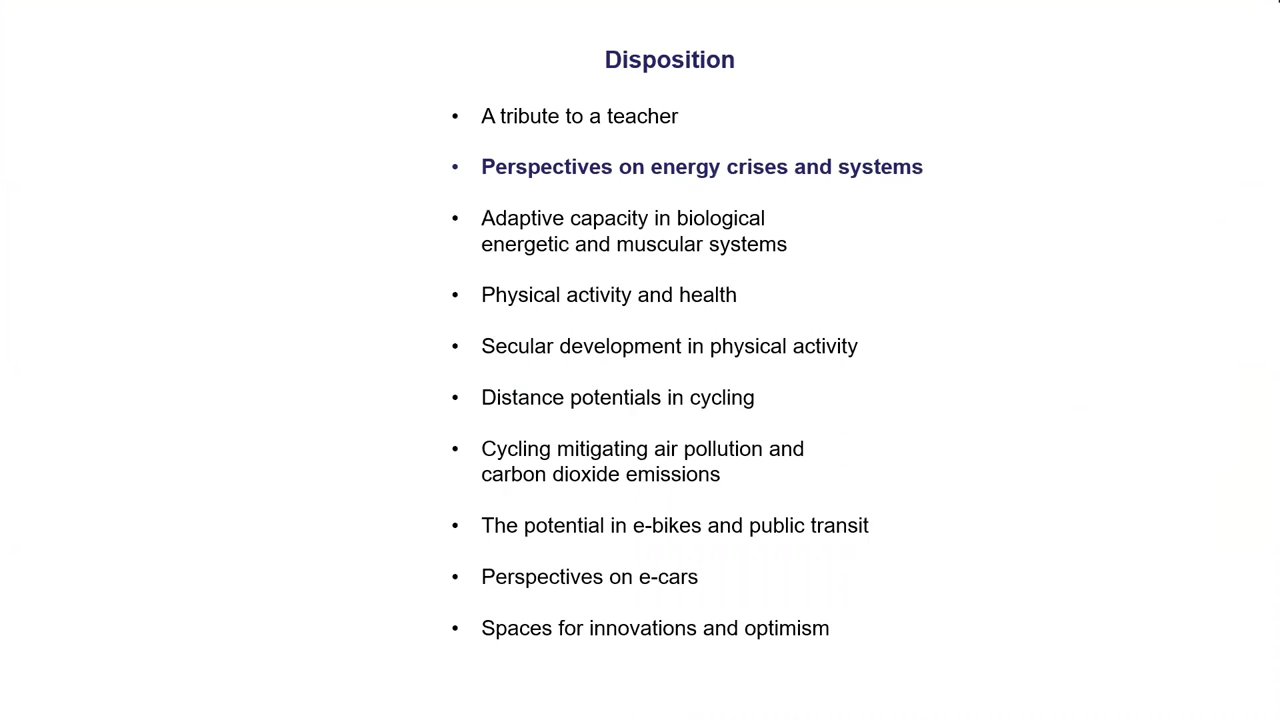 Disposition
• A tribute to a teacher
• Perspectives on energy crises and systems
• Adaptive capacity in biological
energetic and muscular systems
• Physical activity and health
• Secular development in physical activity
• Distance potentials in cycling
• Cycling mitigating air pollution and
carbon dioxide emissions
• The potential in e-bikes and public transit
• Perspectives on e-cars
• Spaces for innovations and optimism